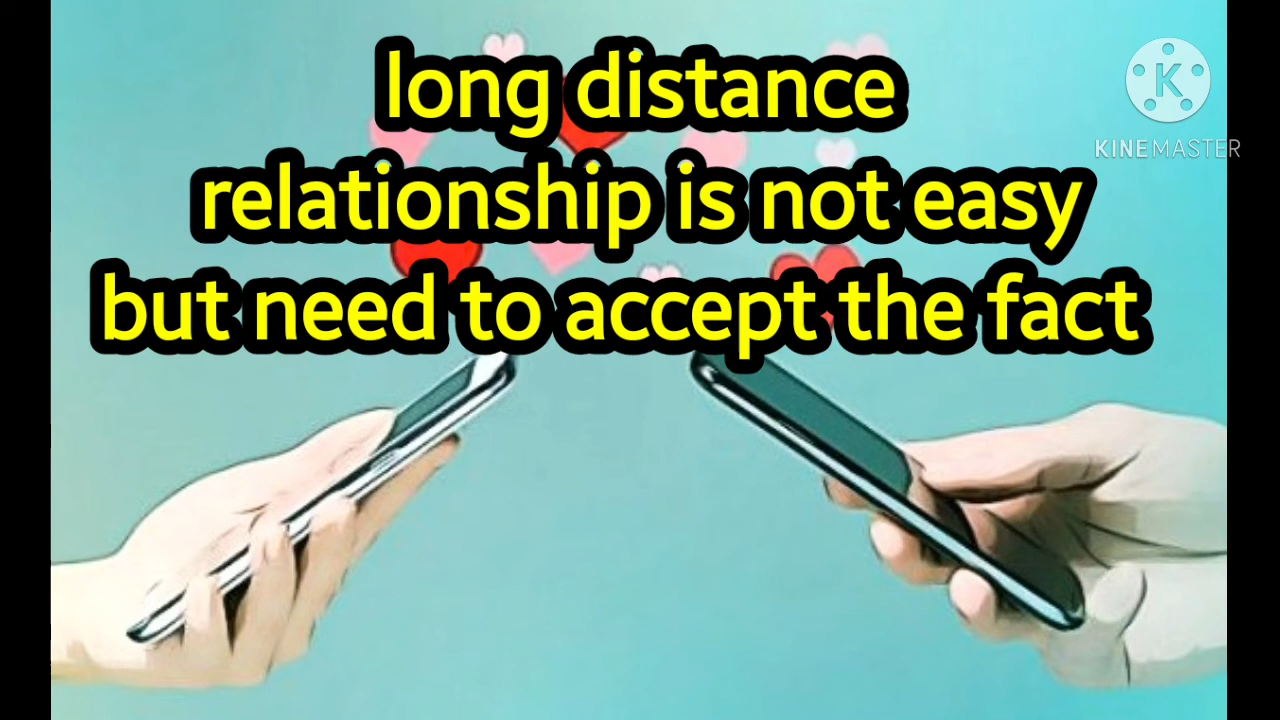 long distance
relationship is not easy
but need to accept the fact
K
KINEMASTER